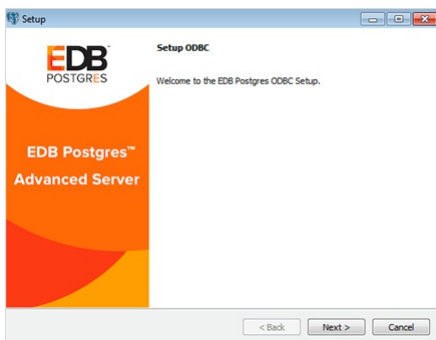 Setup
EDB
POSTGRES
Setup ODBC
Welcome to the EDB Postgres ODBC Setup.
EDB Postgres™
Advanced Server
< Back
Next >
Cancel